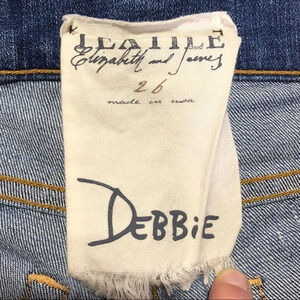 TEXTILE
Elizabeth and James
26
made in usa
DEBBiE